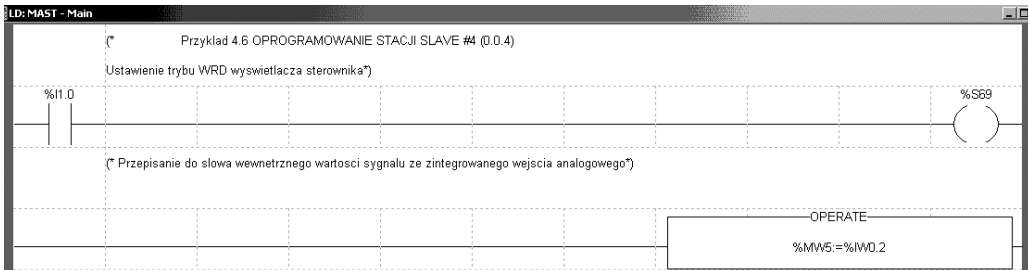 LD: MAST - Main
(* Przyklad 4.6 OPROGRAMOWANIE STACJI SLAVE #4 (0.0.4)
Ustawienie trybu WRD wyswietlacza sterownika*)
%I1.0
%S69
(* Przepisanie do slowa wewnetrznego wartosci sygnalu ze zintegrowanego wejscia analogowego*)
OPERATE
%MW5:=%IW0.2